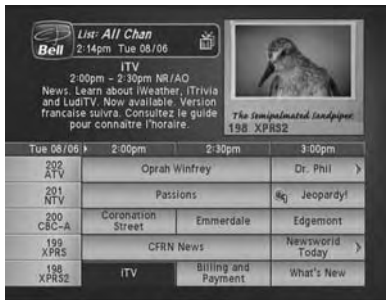 Bell
List: All Chan
2:14pm Tue 08/06
iTV
2:00pm - 2:30pm NR/
AO
News. Learn about iWeather, iTrivia
and LudiTV. Now available. Version
francaise suivra. Consultez le guide
pour connaître l'horaire.
The Semipalmated Sandpiper
198 XPRS2
Tue 08/06 2:00pm 2:30pm 3:00pm
202
ATV
Oprah Winfrey
Dr. Phil
201
NTV
Passions
Jeopardy!
200
CBC-A
Coronation
Street
Emmerdale
Edgemont
199
XPRS
CFRN News
Newsworld
Today
198
XPRS2
iTV
Billing and
Payment
What's New